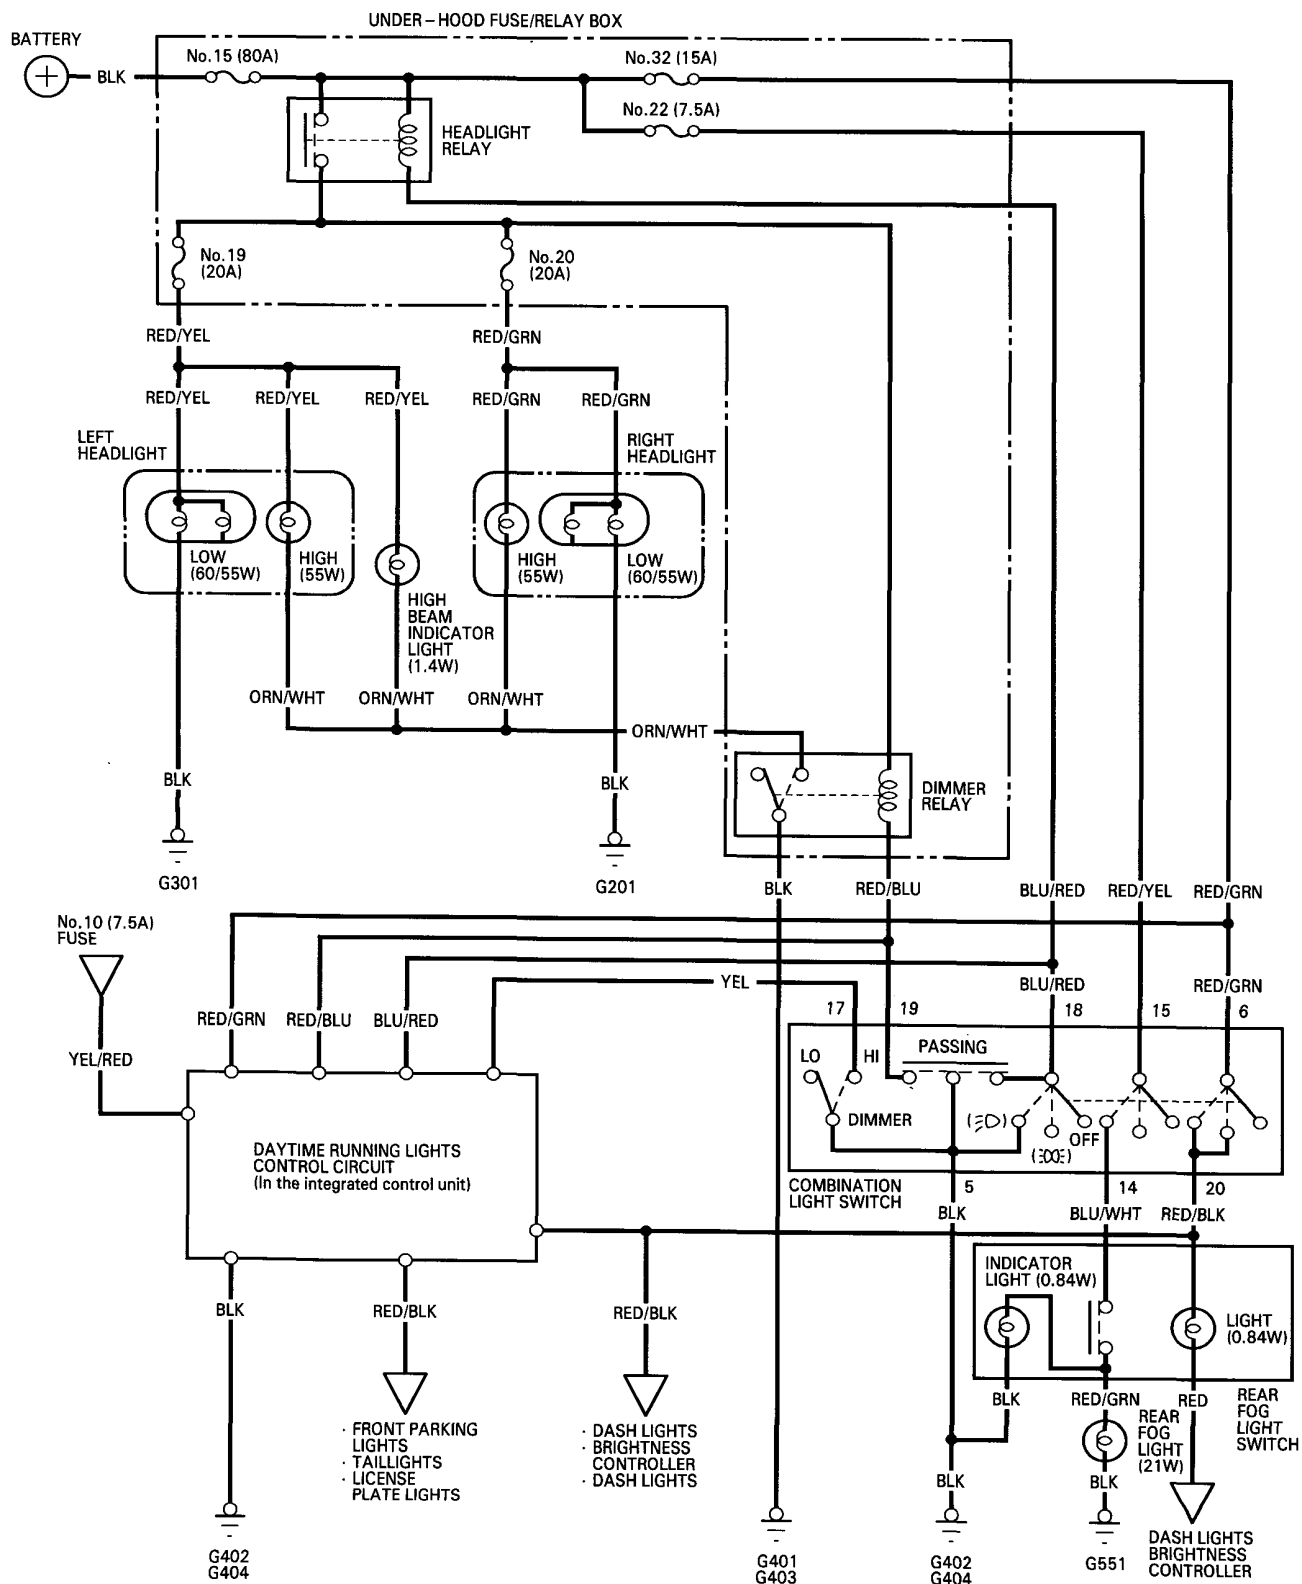 UNDER-HOOD FUSE/RELAY BOX
BATTERY
BLK
No.15 (80A)
No.32 (15A)
No.22 (7.5A)
HEADLIGHT
RELAY
No.19
(20A)
No.20
(20A)
RED/YEL
RED/GRN
RED/YEL
RED/YEL
RED/YEL
RED/GRN
RED/GRN
LEFT
HEADLIGHT
RIGHT
HEADLIGHT
LOW
(60/55W)
HIGH
(55W)
HIGH
(55W)
LOW
(60/55W)
HIGH
BEAM
INDICATOR
LIGHT
(1.4W)
ORN/WHT
ORN/WHT
ORN/WHT
ORN/WHT
BLK
BLK
DIMMER
RELAY
G301
G201
BLK
RED/BLU
BLU/RED
RED/YEL
RED/GRN
No.10 (7.5A)
FUSE
YEL
BLU/RED
RED/GRN
RED/GRN
RED/BLU
BLU/RED
17
19
18
15
6
YEL/RED
LO
HI
PASSING
DIMMER
OFF
DAYTIME RUNNING LIGHTS
CONTROL CIRCUIT
(In the integrated control unit)
COMBINATION
LIGHT SWITCH
5
14
20
BLK
BLU/WHT
RED/BLK
INDICATOR
LIGHT (0.84W)
LIGHT
(0.84W)
BLK
RED/BLK
RED/BLK
BLK
RED/GRN
RED
REAR
FOG
LIGHT
SWITCH
REAR
FOG
LIGHT
(21W)
· FRONT PARKING
LIGHTS
· TAILLIGHTS
· LICENSE
PLATE LIGHTS
· DASH LIGHTS
· BRIGHTNESS
CONTROLLER
· DASH LIGHTS
BLK
BLK
G402
G404
G401
G403
G402
G404
G551
DASH LIGHTS
BRIGHTNESS
CONTROLLER